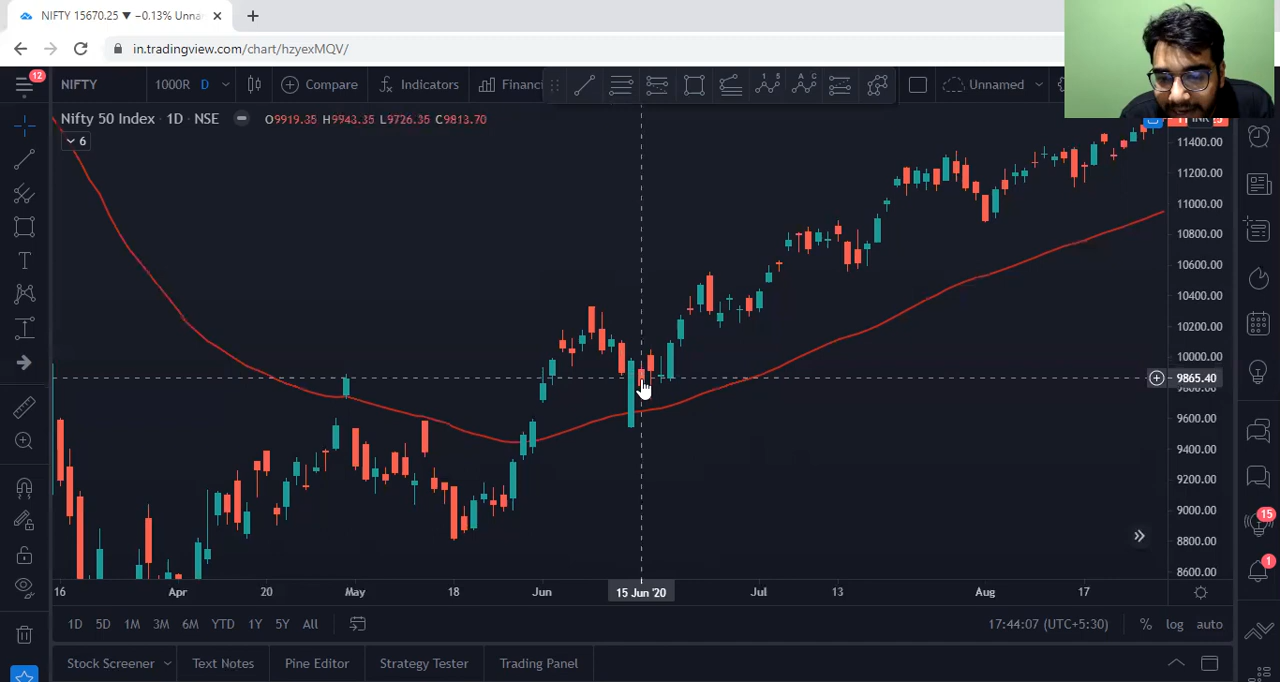 NIFTY 15670.25 ▼ −0.13% Unna
in.tradingview.com/chart/hzyexMQV/
12
NIFTY 1000R D Compare Indicators Financ Unnamed
Nifty 50 Index · 1D · NSE O9919.35 H9943.35 L9726.35 C9813.70
6
11400.00
11200.00
11000.00
10800.00
10600.00
10400.00
10200.00
10000.00
9865.40
9600.00
9400.00
9200.00
9000.00
8800.00
8600.00
15
1
16 Apr 20 May 18 Jun 15 Jun '20 Jul 13 Aug 17
1D 5D 1M 3M 6M YTD 1Y 5Y All 17:44:07 (UTC+5:30) % log auto
Stock Screener Text Notes Pine Editor Strategy Tester Trading Panel